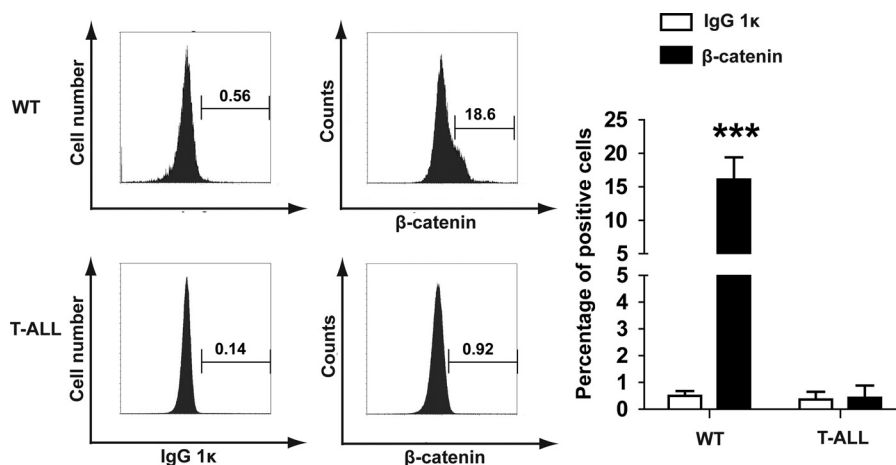 IgG 1κ
β-catenin
WT
Cell number
0.56
Counts
18.6
β-catenin
T-ALL
Cell number
0.14
IgG 1κ
Counts
0.92
β-catenin
Percentage of positive cells
25
20
15
10
5
5
4
3
2
1
0
***
WT
T-ALL